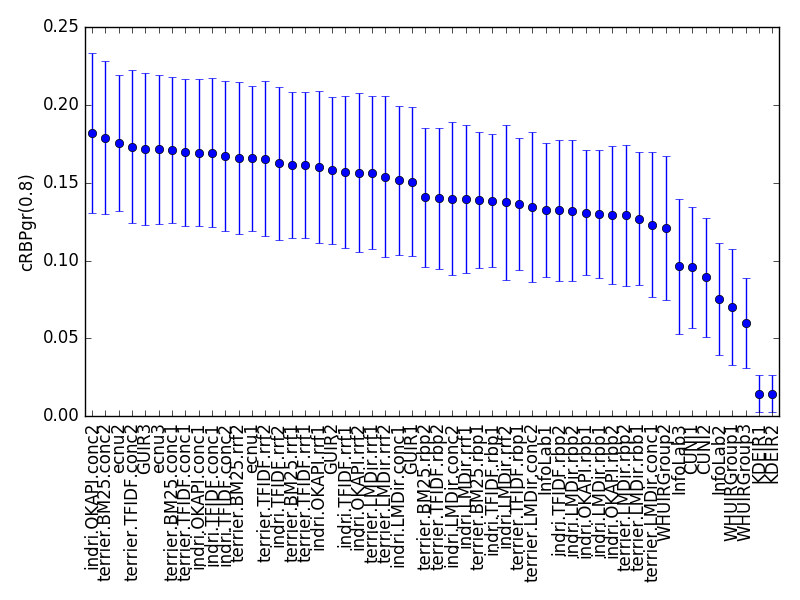 0.25
0.20
0.15
0.10
0.05
0.00
cRBPgr(0.8)
indri.OKAPI.conc2
terrier.BM25.conc2
ecnu2
terrier.TFIDF.conc2
GUIR3
ecnu3
terrier.BM25.conc1
terrier.TFIDF.conc1
indri.OKAPI.conc1
indri.TFIDF.conc1
indri.TFIDF.conc2
terrier.BM25.rrf2
ecnu1
terrier.TFIDF.rrf2
indri.TFIDF.rrf2
terrier.BM25.rrf1
terrier.TFIDF.rrf1
indri.OKAPI.rrf1
GUIR2
indri.TFIDF.rrf1
indri.OKAPI.rrf2
terrier.LMDir.rrf1
terrier.LMDir.rrf2
indri.LMDir.conc1
GUIR1
terrier.BM25.rbp2
terrier.TFIDF.rbp2
indri.LMDir.conc2
indri.LMDir.rrf1
terrier.BM25.rbp1
indri.TFIDF.rbp1
indri.LMDir.rrf2
terrier.TFIDF.rbp1
terrier.LMDir.conc2
InfoLab1
indri.TFIDF.rbp2
indri.LMDir.rbp2
indri.OKAPI.rbp1
indri.LMDir.rbp1
indri.OKAPI.rbp2
terrier.LMDir.rbp2
terrier.LMDir.rbp1
terrier.LMDir.conc1
WHUIRGroup2
InfoLab3
CUNI1
CUNI2
InfoLab2
WHUIRGroup1
WHUIRGroup3
KDEIR1
KDEIR2